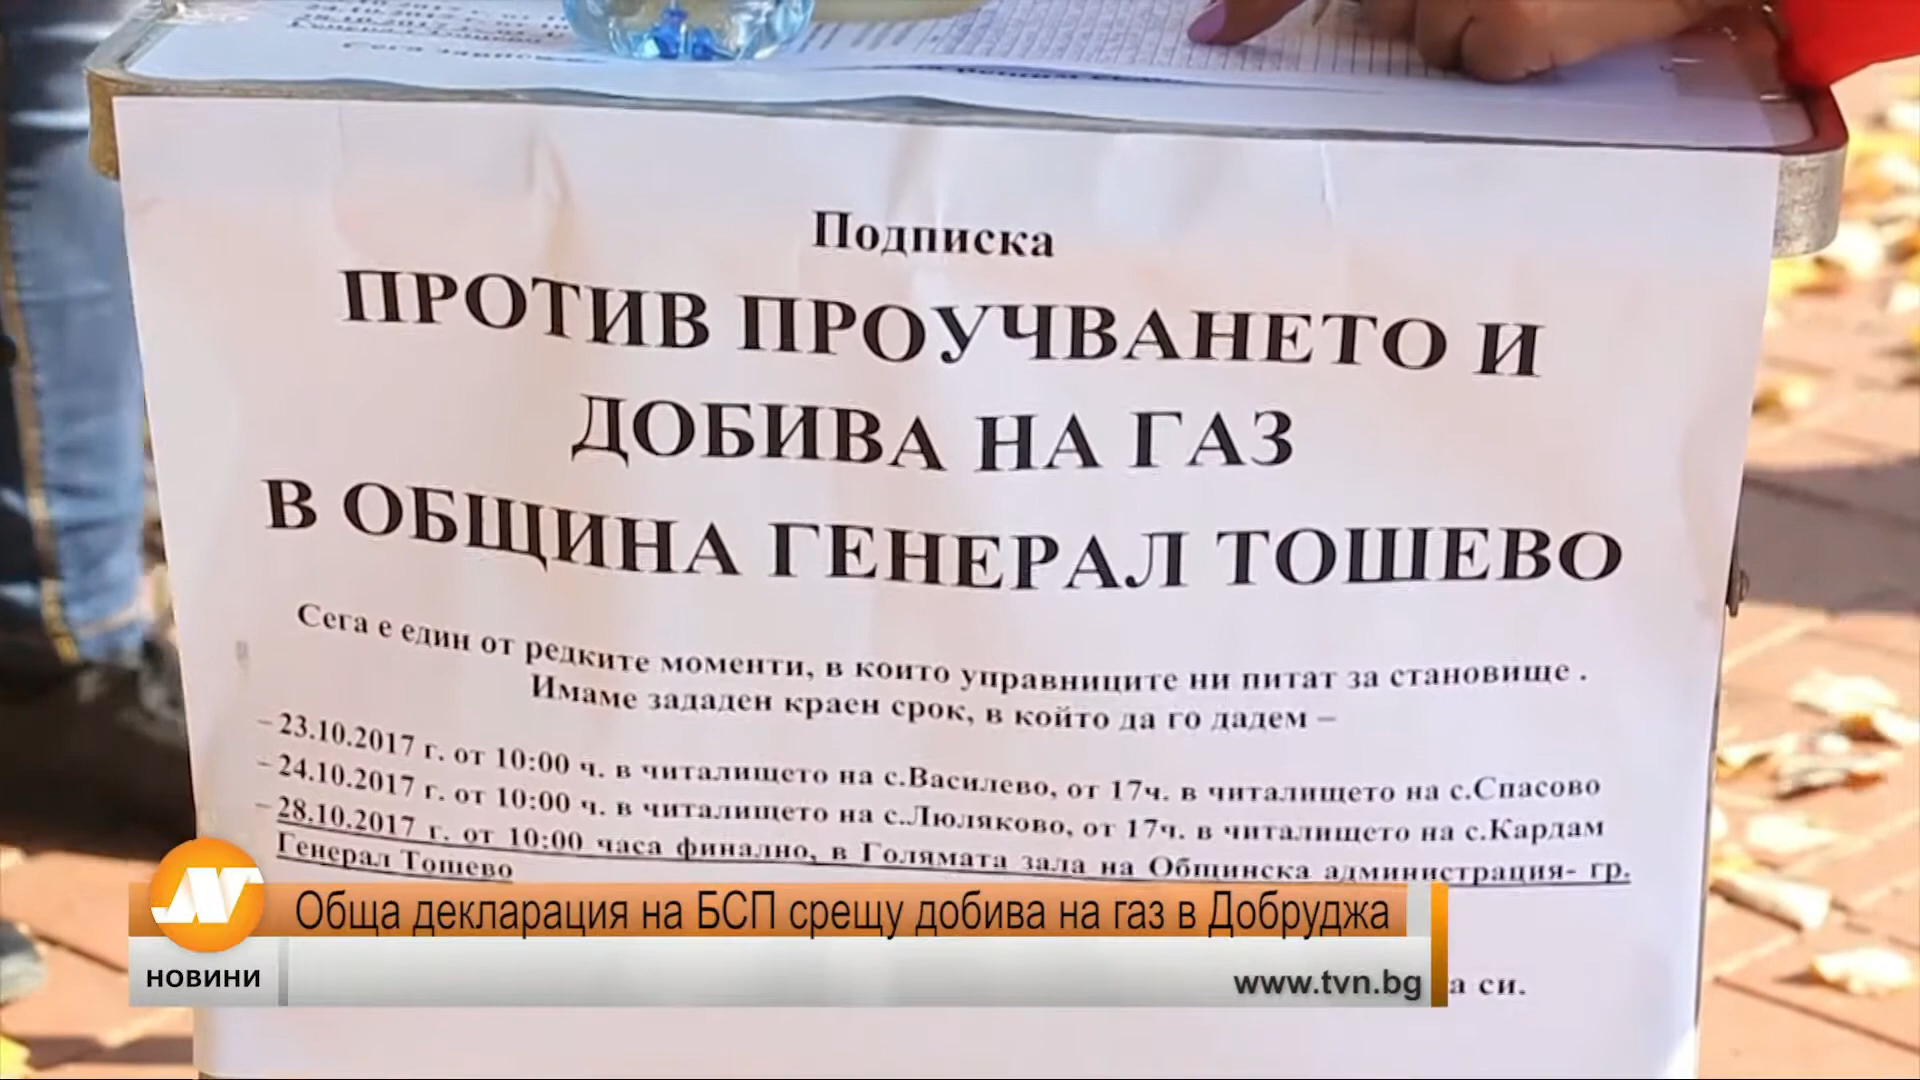 Подписка
ПРОТИВ ПРОУЧВАНЕТО И
ДОБИВА НА ГАЗ
В ОБЩИНА ГЕНЕРАЛ ТОШЕВО
Сега е един от редките моменти, в които управниците ни питат за становище .
Имаме зададен краен срок, в който да го дадем –
– 23.10.2017 г. от 10:00 ч. в читалището на с.Василево, от 17ч. в читалището на с.Спасово
– 24.10.2017 г. от 10:00 ч. в читалището на с.Люляково, от 17ч. в читалището на с.Кардам
– 28.10.2017 г. от 10:00 часа финално, в Голямата зала на Общинска администрация- гр.
Генерал Тошево
Обща декларация на БСП срещу добива на газ в Добруджа
НОВИНИ
www.tvn.bg
а си.